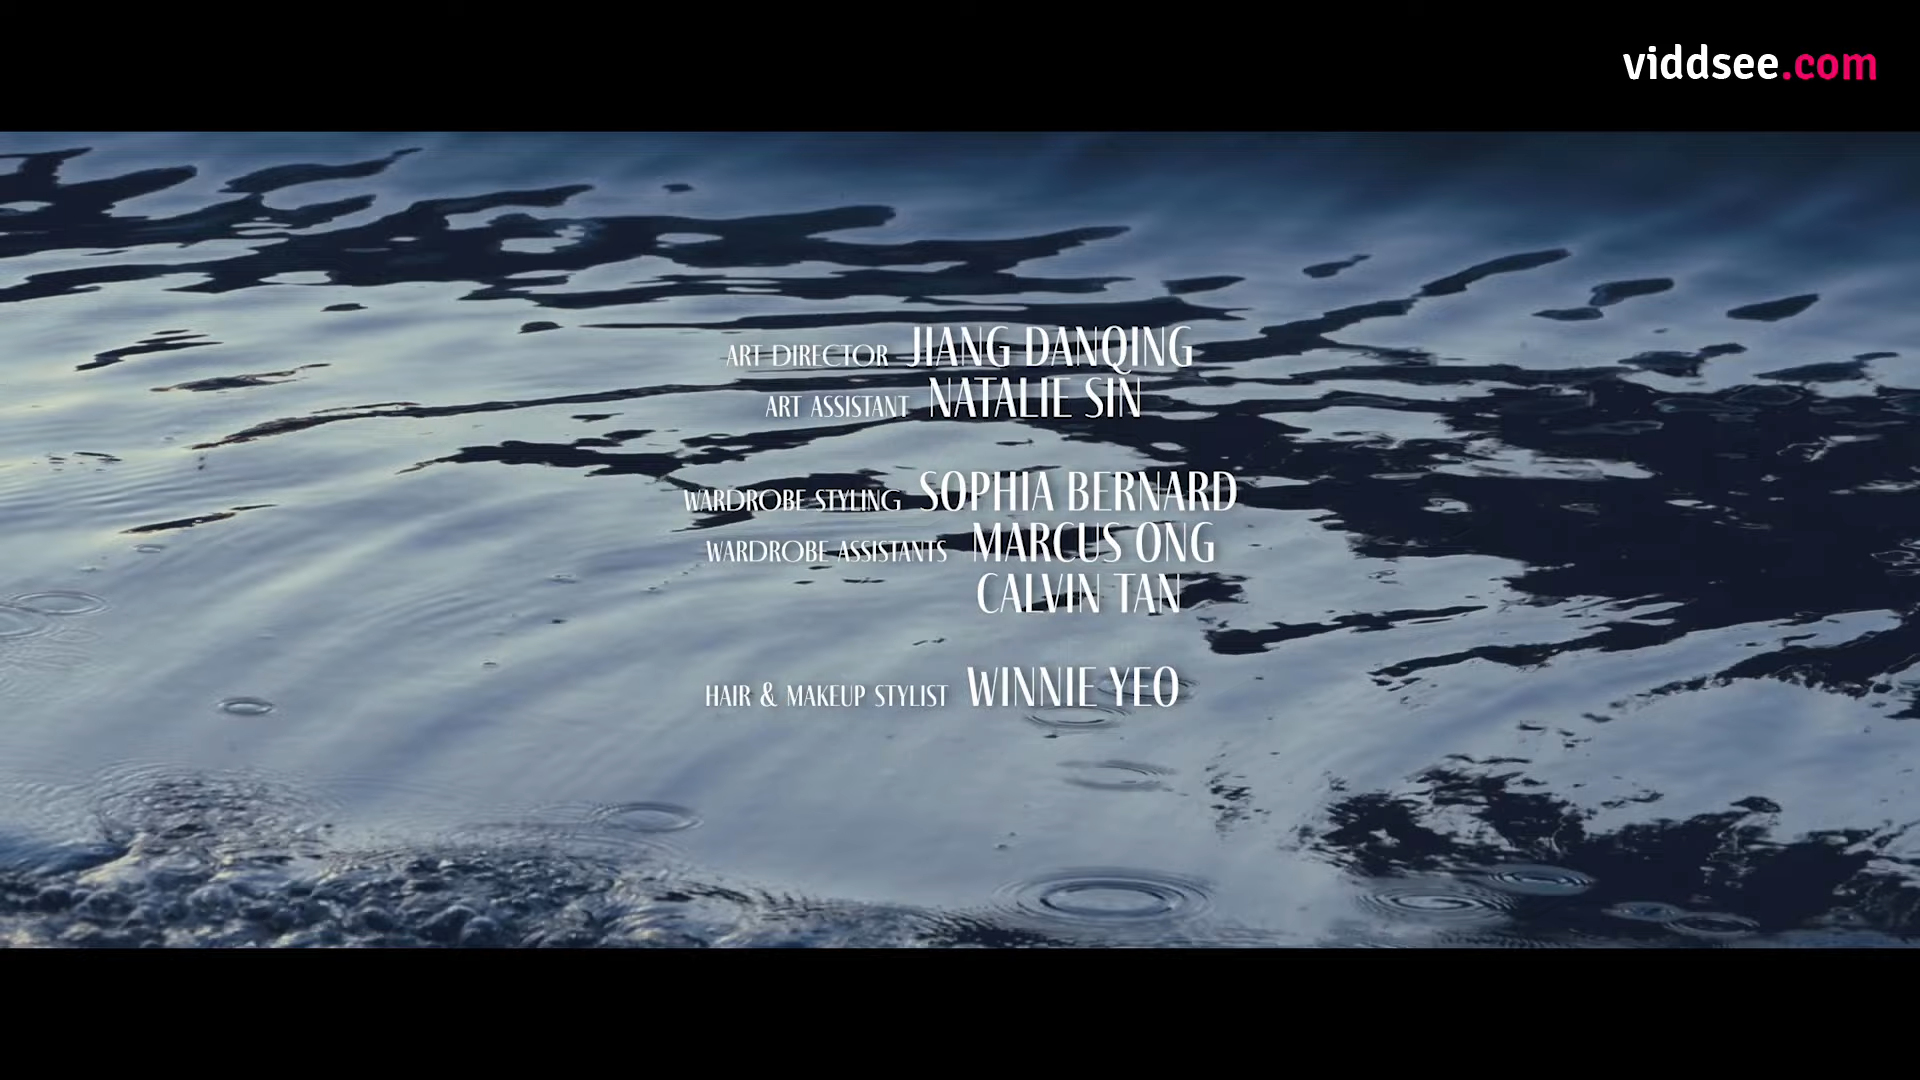 viddsee.com
ART DIRECTOR JIANG DANQING
ART ASSISTANT NATALIE SIN
WARDROBE STYLING SOPHIA BERNARD
WARDROBE ASSISTANTS MARCUS ONG
CALVIN TAN
HAIR & MAKEUP STYLIST WINNIE YEO